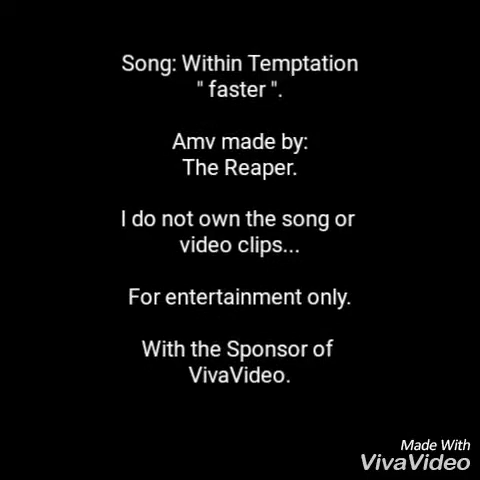 Song: Within Temptation
" faster ".
Amv made by:
The Reaper.
I do not own the song or
video clips...
For entertainment only.
With the Sponsor of
VivaVideo.
Made With
VivaVideo